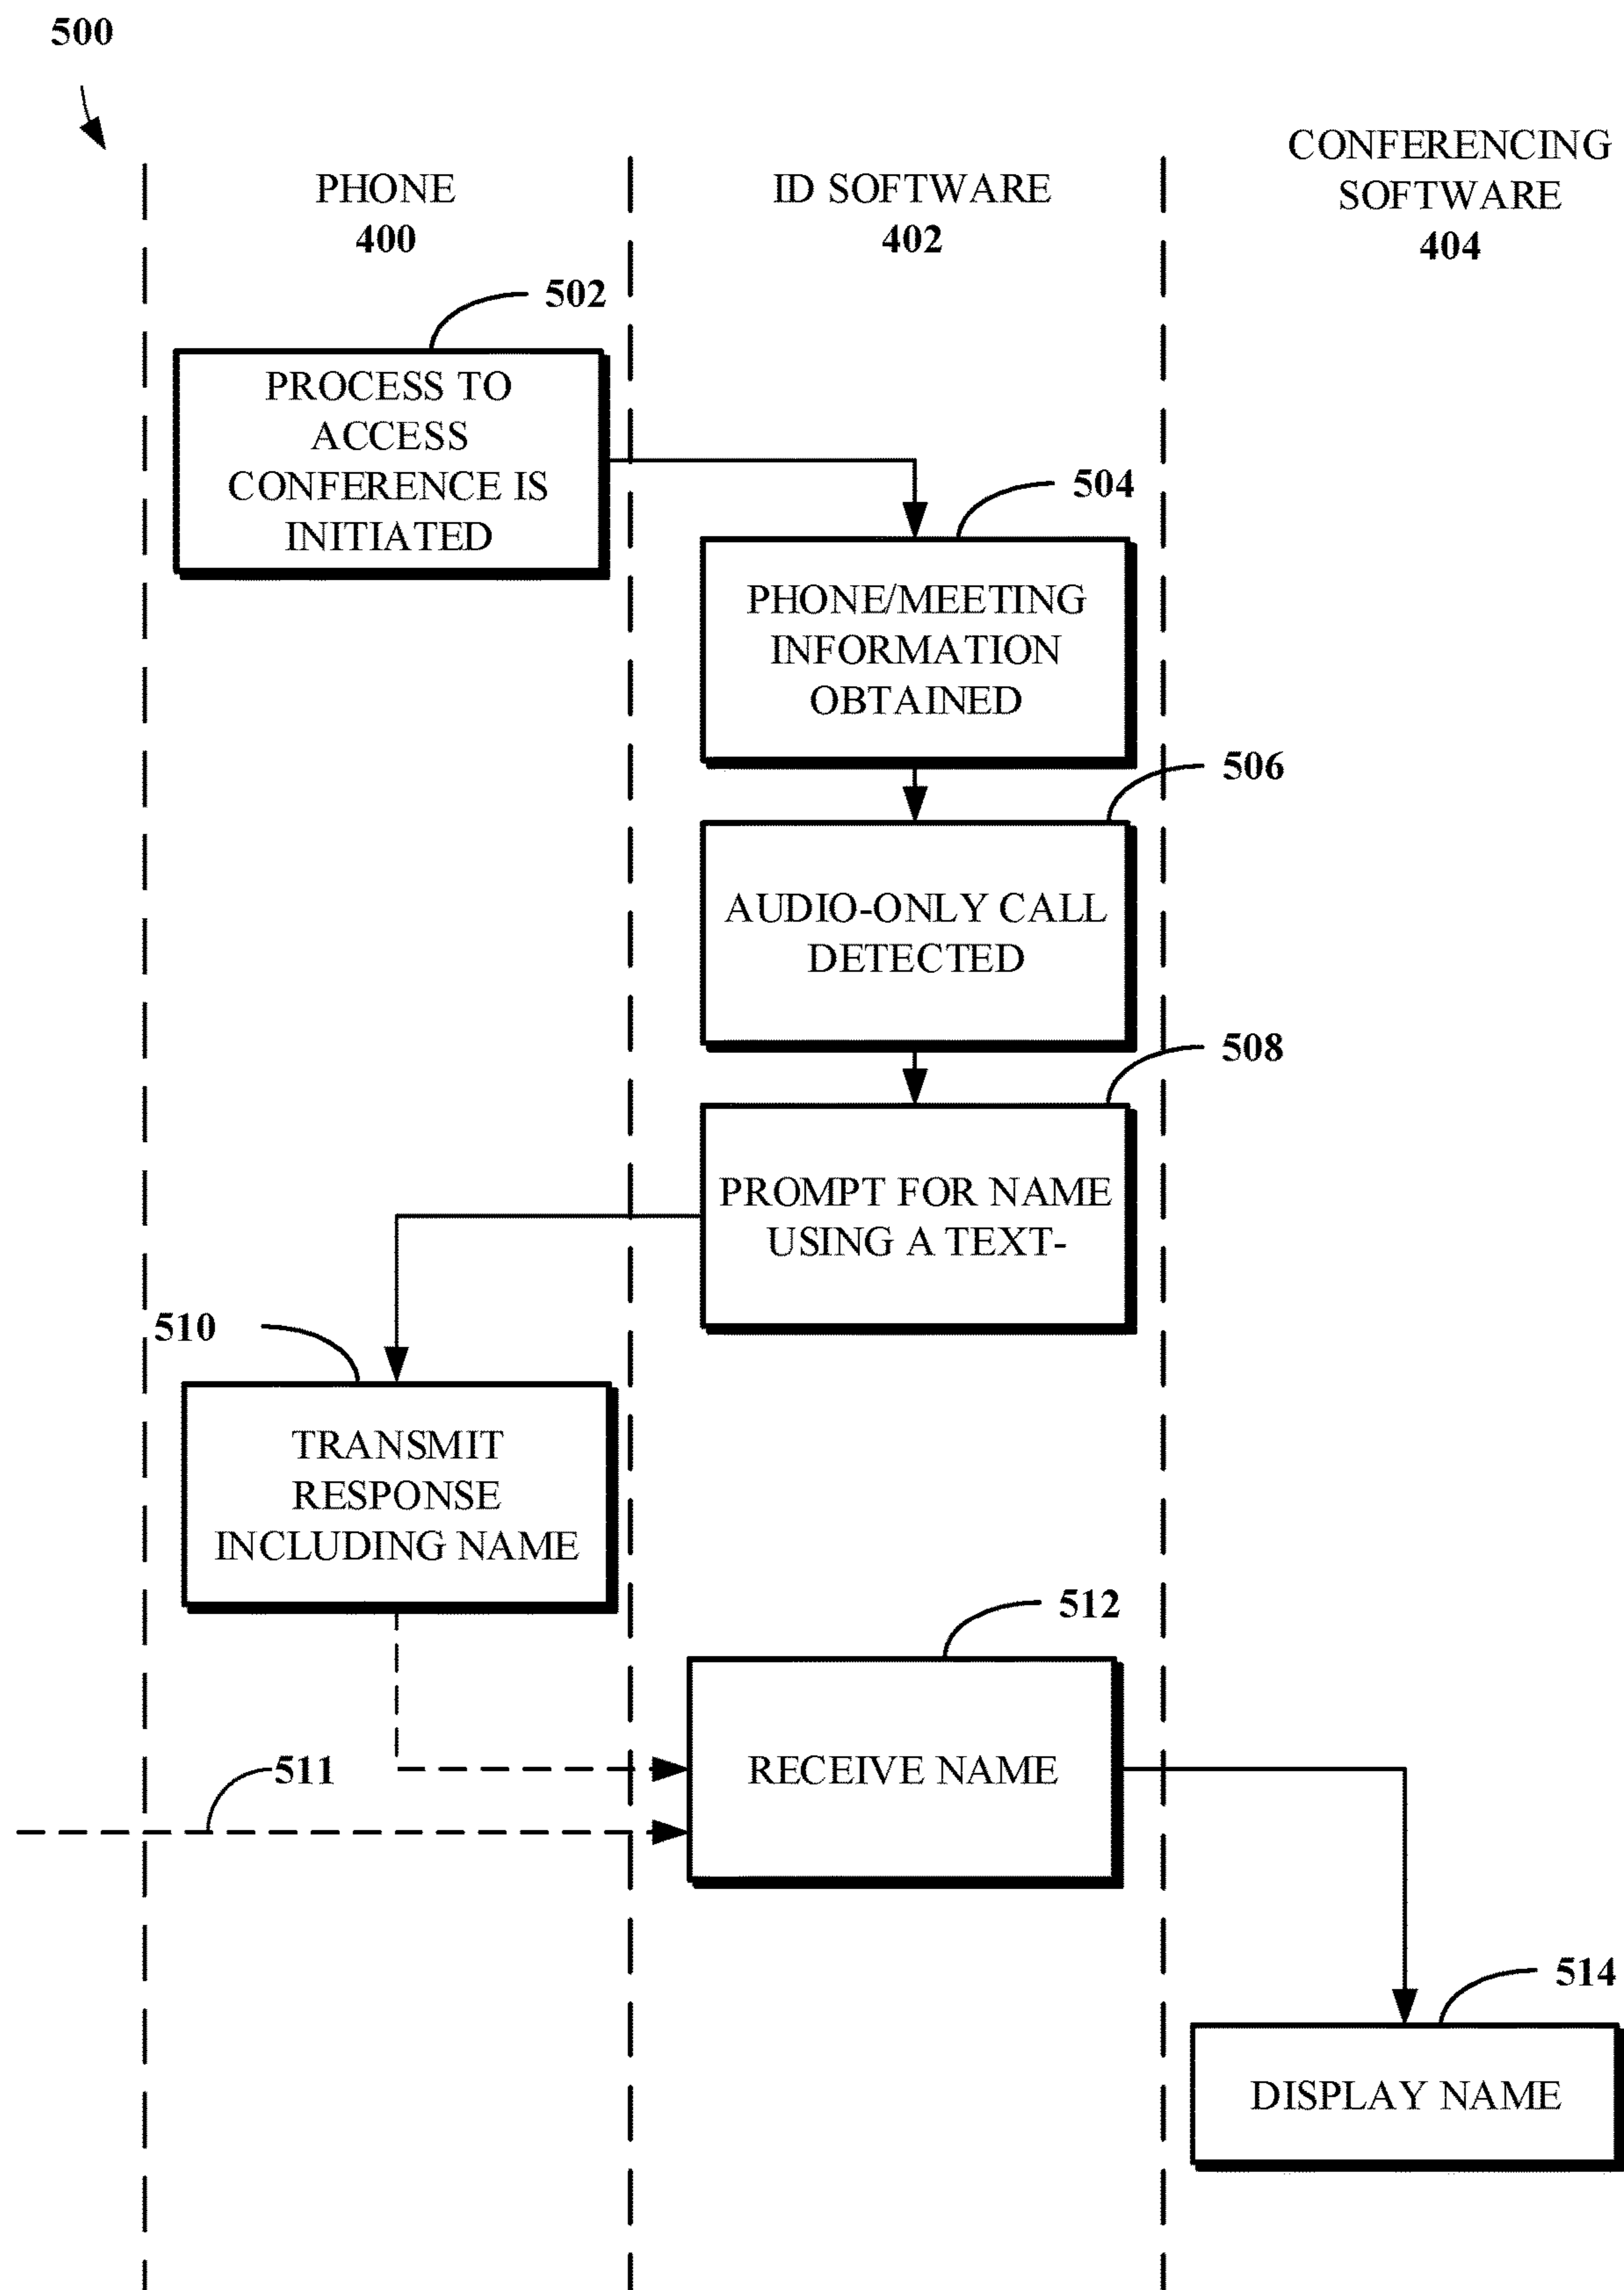 500
PHONE
400
ID SOFTWARE
402
CONFERENCING
SOFTWARE
404
502
PROCESS TO
ACCESS
CONFERENCE IS
INITIATED
504
PHONE/MEETING
INFORMATION
OBTAINED
506
AUDIO-ONLY CALL
DETECTED
508
PROMPT FOR NAME
USING A TEXT-
510
TRANSMIT
RESPONSE
INCLUDING NAME
512
RECEIVE NAME
511
514
DISPLAY NAME